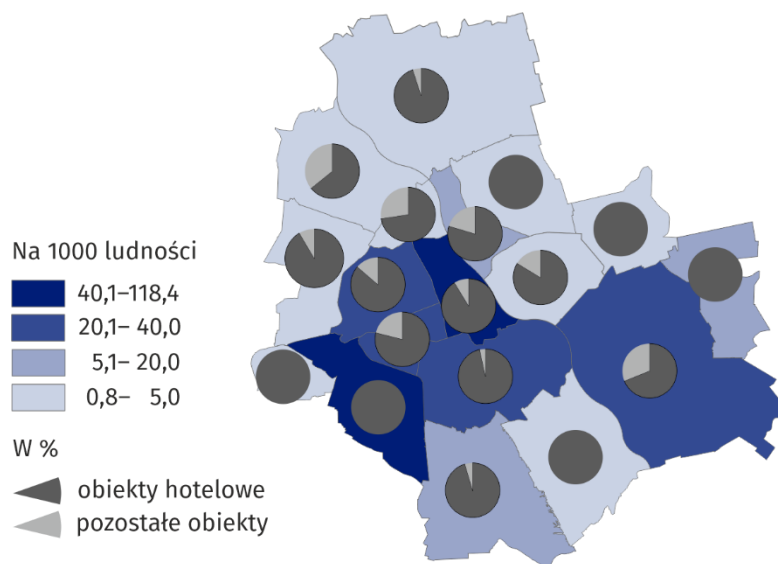 Na 1000 ludności
40,1–118,4
20,1– 40,0
5,1– 20,0
0,8– 5,0
W %
obiekty hotelowe
pozostałe obiekty